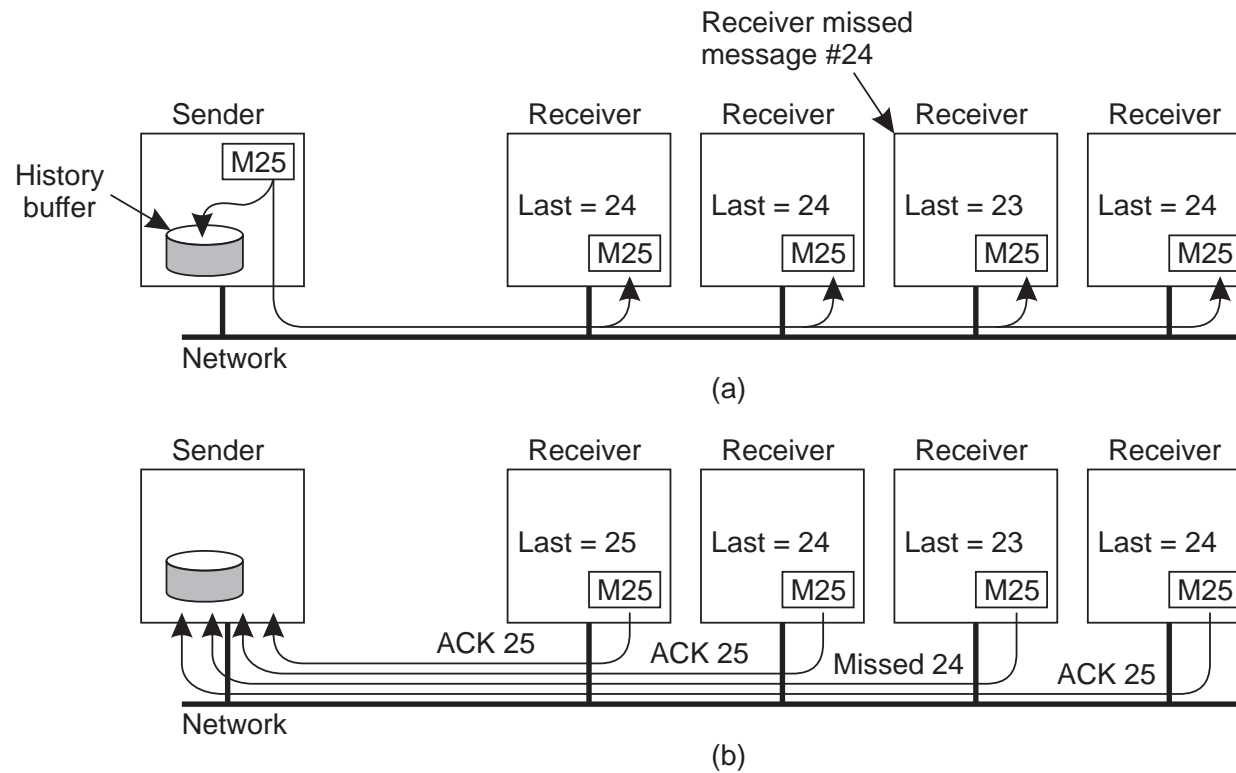 Receiver missed
message #24
Sender
Receiver
Receiver
Receiver
Receiver
M25
History
buffer
Last = 24
Last = 24
Last = 23
Last = 24
M25
M25
M25
M25
Network
(a)
Sender
Receiver
Receiver
Receiver
Receiver
Last = 25
Last = 24
Last = 23
Last = 24
M25
M25
M25
M25
ACK 25
ACK 25
Missed 24
ACK 25
Network
(b)